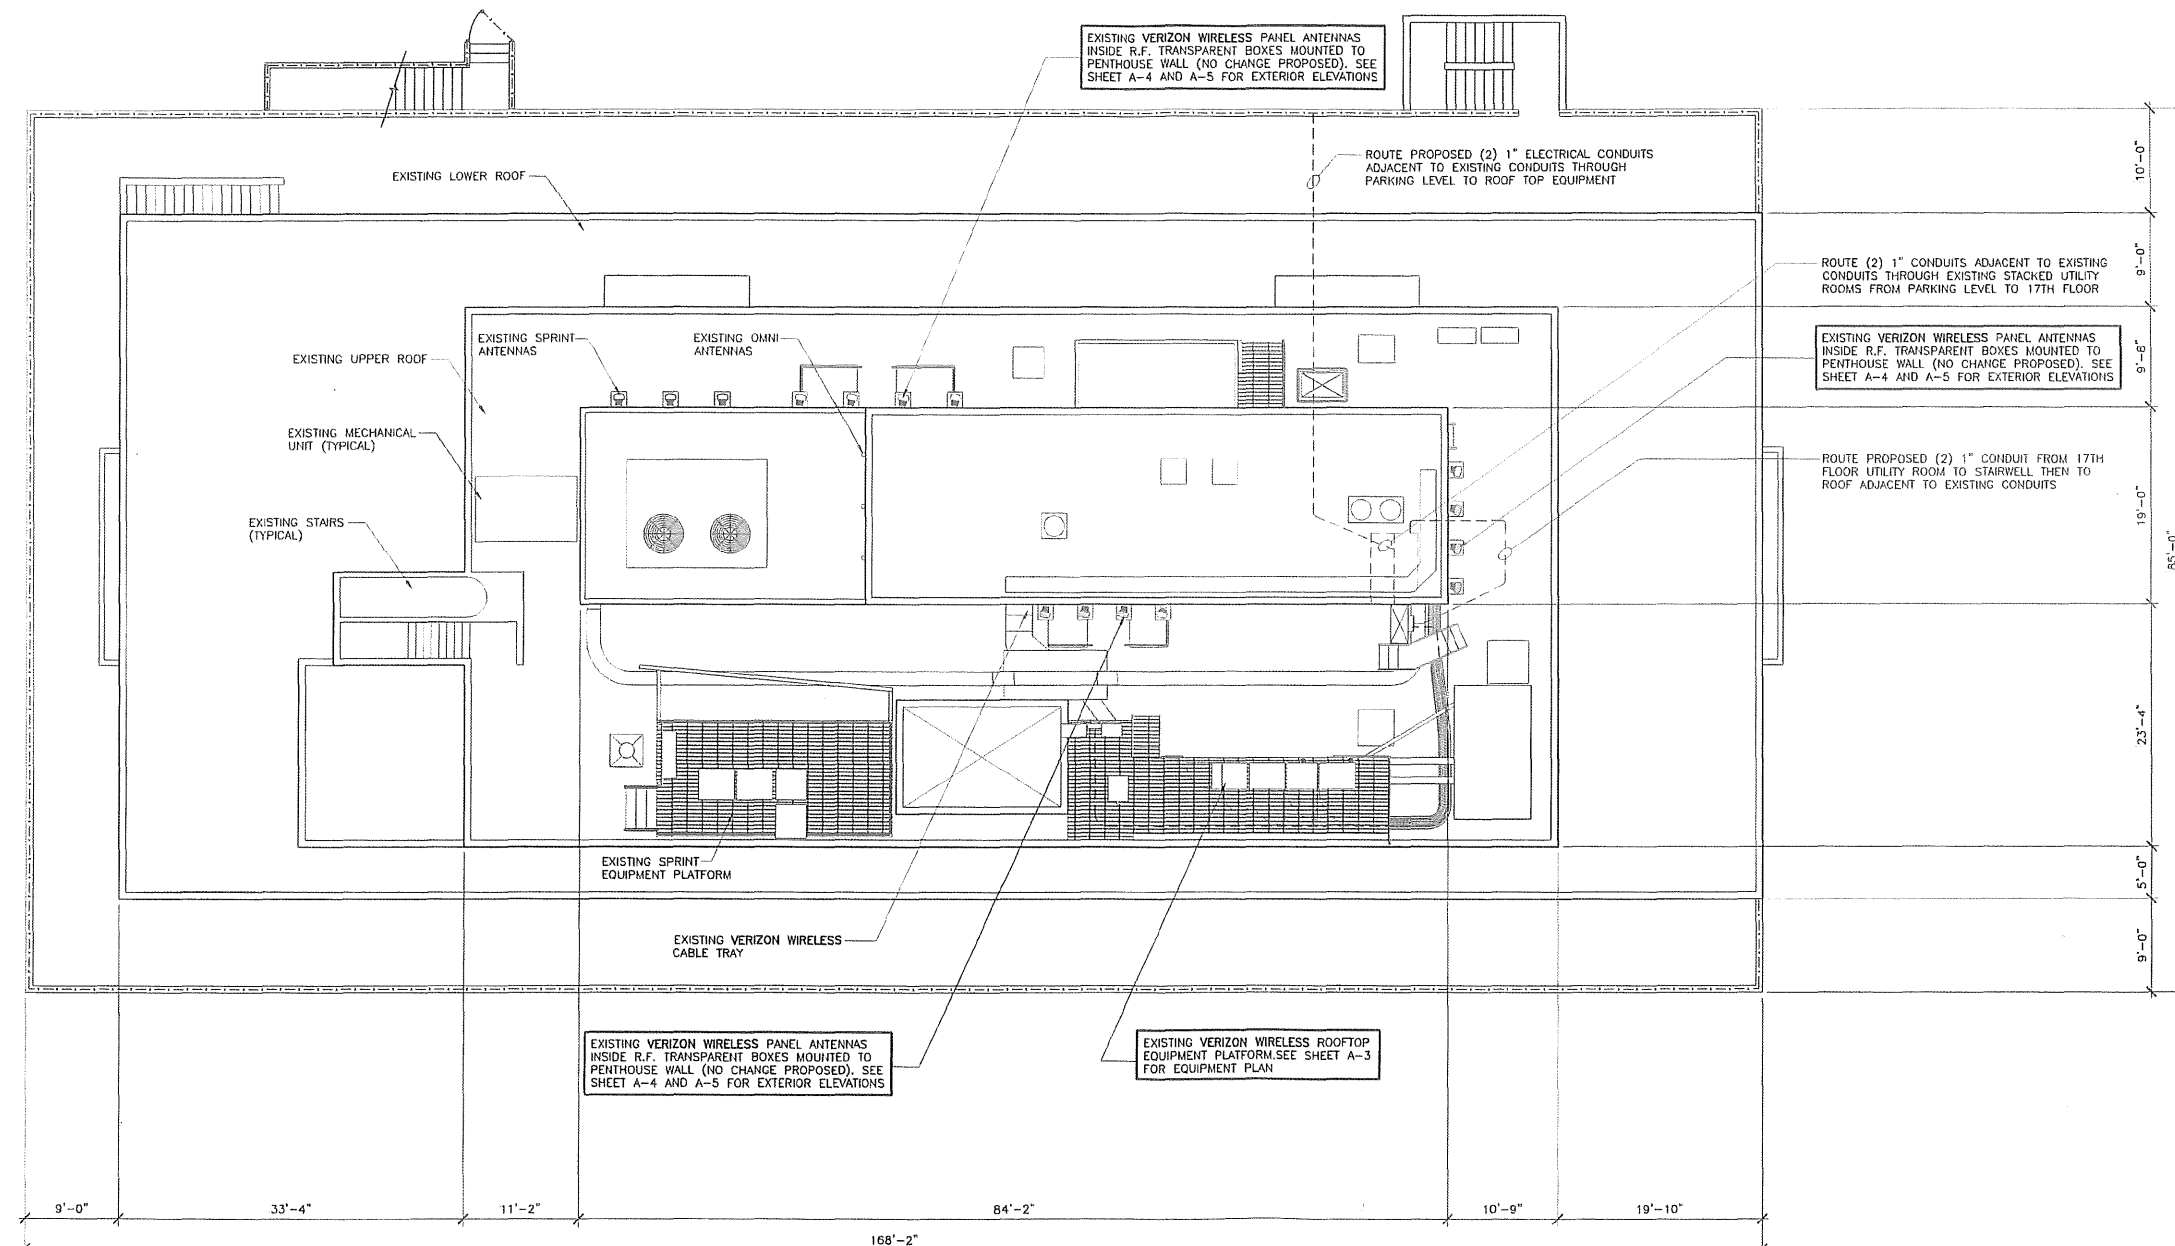 EXISTING VERIZON WIRELESS PANEL ANTENNAS
INSIDE R.F. TRANSPARENT BOXES MOUNTED TO
PENTHOUSE WALL (NO CHANGE PROPOSED). SEE
SHEET A-4 AND A-5 FOR EXTERIOR ELEVATIONS
ROUTE PROPOSED (2) 1" ELECTRICAL CONDUITS
ADJACENT TO EXISTING CONDUITS THROUGH
PARKING LEVEL TO ROOF TOP EQUIPMENT
EXISTING LOWER ROOF
10'-0"
9'-0"
ROUTE (2) 1" CONDUITS ADJACENT TO EXISTING
CONDUITS THROUGH EXISTING STACKED UTILITY
ROOMS FROM PARKING LEVEL TO 17TH FLOOR
EXISTING SPRINT
ANTENNAS
EXISTING OMNI
ANTENNAS
EXISTING UPPER ROOF
EXISTING VERIZON WIRELESS PANEL ANTENNAS
INSIDE R.F. TRANSPARENT BOXES MOUNTED TO
PENTHOUSE WALL (NO CHANGE PROPOSED). SEE
SHEET A-4 AND A-5 FOR EXTERIOR ELEVATIONS
9'-8"
EXISTING MECHANICAL
UNIT (TYPICAL)
ROUTE PROPOSED (2) 1" CONDUIT FROM 17TH
FLOOR UTILITY ROOM TO STAIRWELL THEN TO
ROOF ADJACENT TO EXISTING CONDUITS
19'-0"
EXISTING STAIRS
(TYPICAL)
85'-0"
23'-4"
EXISTING SPRINT
EQUIPMENT PLATFORM
5'-0"
EXISTING VERIZON WIRELESS
CABLE TRAY
9'-0"
EXISTING VERIZON WIRELESS PANEL ANTENNAS
INSIDE R.F. TRANSPARENT BOXES MOUNTED TO
PENTHOUSE WALL (NO CHANGE PROPOSED). SEE
SHEET A-4 AND A-5 FOR EXTERIOR ELEVATIONS
EXISTING VERIZON WIRELESS ROOFTOP
EQUIPMENT PLATFORM,SEE SHEET A-3
FOR EQUIPMENT PLAN
9'-0"
33'-4"
11'-2"
84'-2"
10'-9"
19'-10"
168'-2"